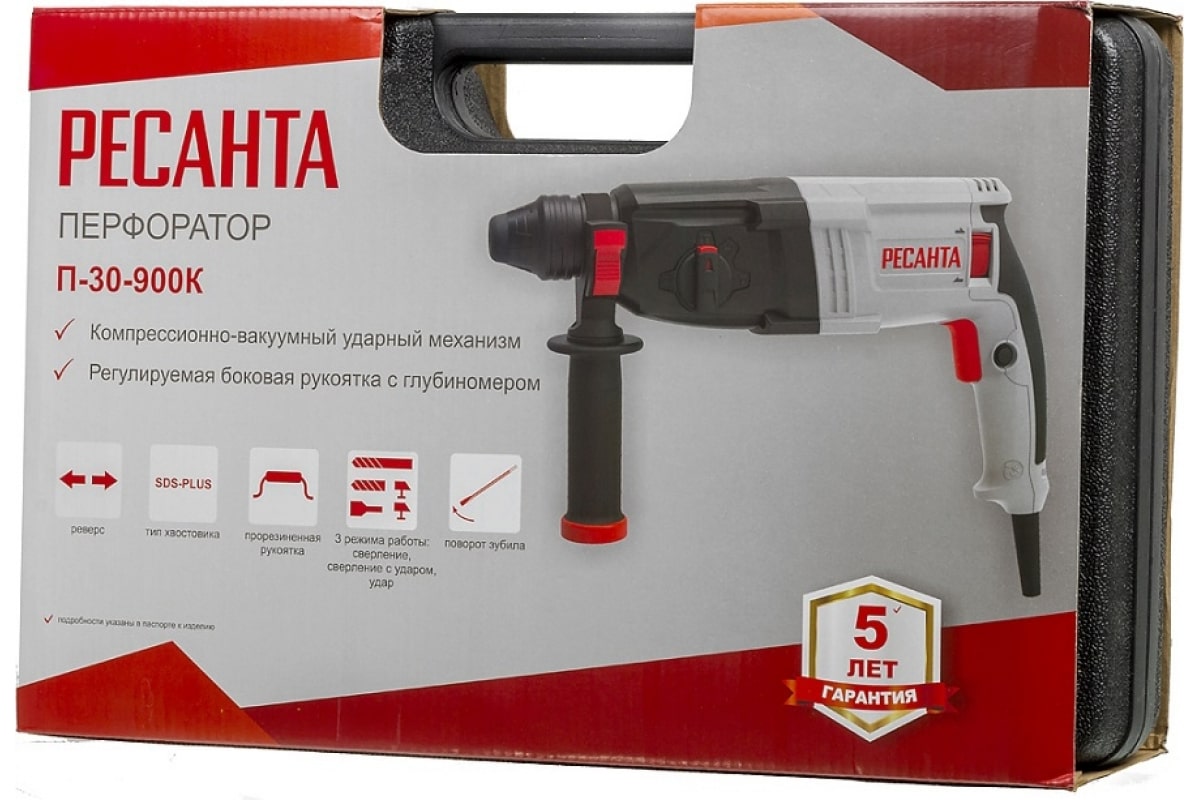 РЕСАНТА
ПЕРФОРАТОР
П-30-900К
Компрессионно-вакуумный ударный механизм
Регулируемая боковая рукоятка с глубиномером
РЕСАНТА
реверс
SDS-PLUS
тип хвостовика
прорезиненная
рукоятка
3 режима работы:
сверление,
сверление с ударом,
удар
поворот зубила
подробности указаны в паспорте к изделию
5
ЛЕТ
ГАРАНТИЯ